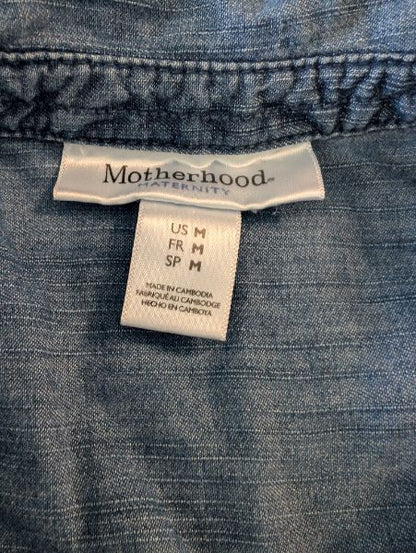 Motherhood
MATERNITY
US M
FR M
SP M
MADE IN CAMBODIA
FABRIQUÉ AU CAMBODGE
HECHO EN CAMBOYA